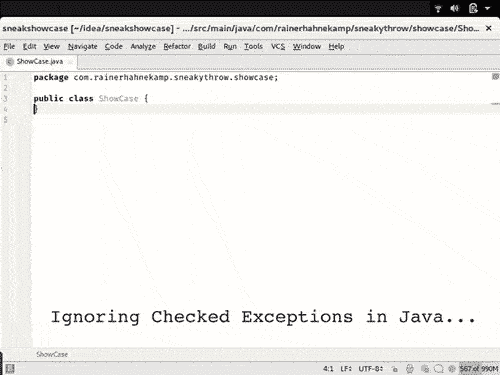 sneakshowcase [~/idea/sneakshowcase] - .../src/main/java/com/rainerhahnekamp/sneakythrow/showcase/Sho...
File Edit View Navigate Code Analyze Refactor Build Run Tools VCS Window Help
ShowCase.java
1 package com.rainerhahnekamp.sneakythrow.showcase;
2
3 public class ShowCase {
4 }
5
Ignoring Checked Exceptions in Java...
ShowCase
4:1 LF÷ UTF-8÷ 567 of 990M